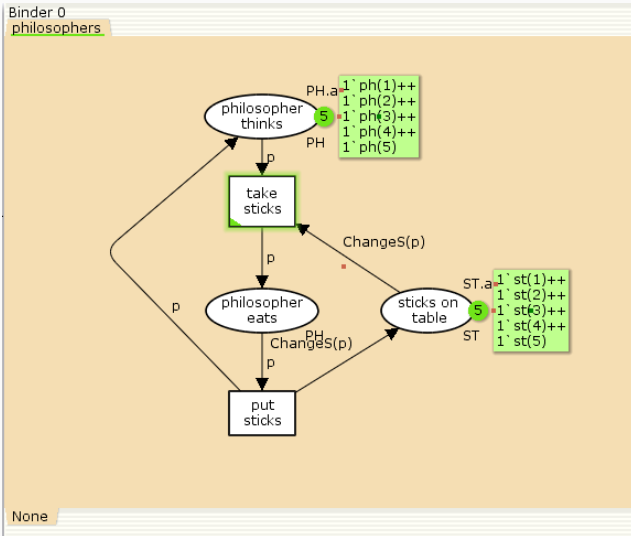 Binder 0
philosophers
PH.a
1`ph(1)++
1`ph(2)++
1`ph(3)++
1`ph(4)++
1`ph(5)
philosopher
thinks
5
PH
p
take
sticks
ChangeS(p)
p
ST.a
1`st(1)++
1`st(2)++
1`st(3)++
1`st(4)++
1`st(5)
philosopher
eats
sticks on
table
5
PH
ST
ChangeS(p)
p
p
put
sticks
None